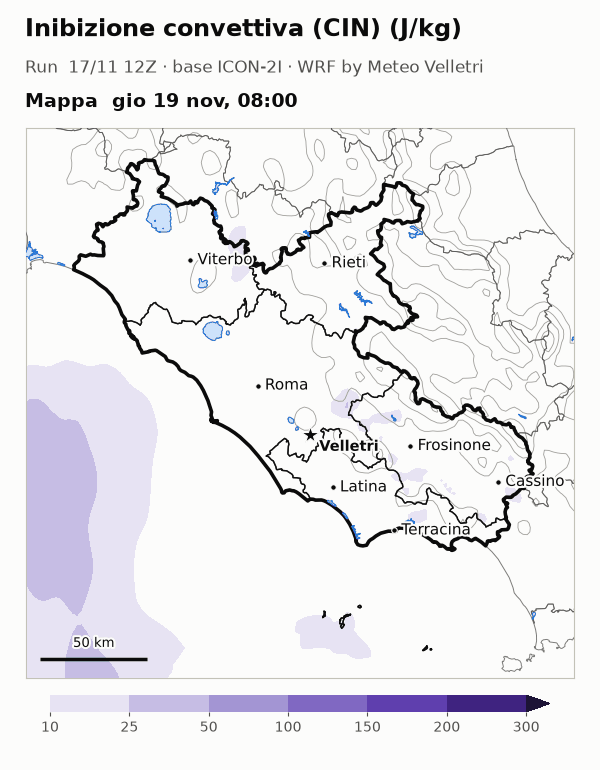 Inibizione convettiva (CIN) (J/kg)
Run  17/11 12Z · base ICON-2I · WRF by Meteo Velletri
Mappa  gio 19 nov, 08:00
Viterbo
Rieti
Roma
Velletri
Frosinone
Cassino
Latina
Terracina
50 km
10 25 50 100 150 200 300